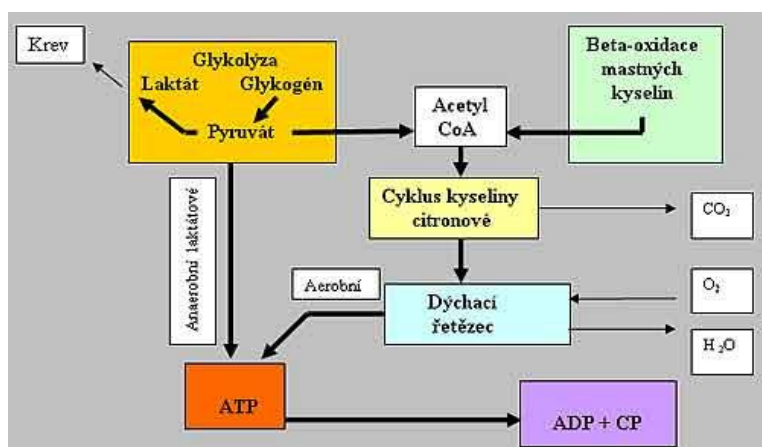 Krev
Glykolýza
Laktát Glykogén
Pyruvát
Acetyl
CoA
Beta-oxidace
mastných
kyselin
Anaerobní laktátové
Cyklus kyseliny
citronové
CO₂
Aerobní
Dýchací
řetězec
O₂
H₂O
ATP
ADP + CP